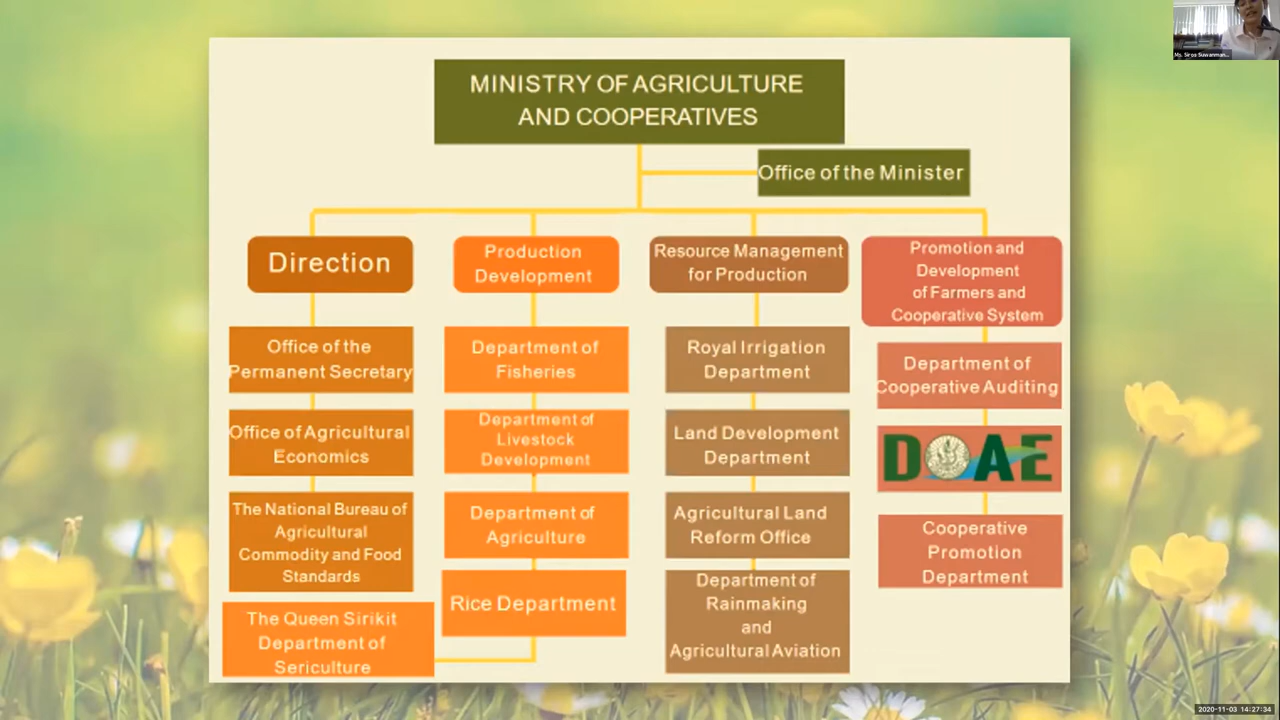 MINISTRY OF AGRICULTURE
AND COOPERATIVES
Office of the Minister
Direction
Office of the
Permanent Secretary
Office of Agricultural
Economics
The National Bureau of
Agricultural
Commodity and Food
Standards
Production
Development
Department of
Fisheries
Department of
Livestock
Development
Department of
Agriculture
Rice Department
The Queen Sirikit
Department of
Sericulture
Resource Management
for Production
Royal Irrigation
Department
Land Development
Department
Agricultural Land
Reform Office
Department of
Rainmaking
and
Agricultural Aviation
Promotion and
Development
of Farmers and
Cooperative System
Department of
Cooperative Auditing
DOAE
Cooperative
Promotion
Department
2020-11-03 14:27:34